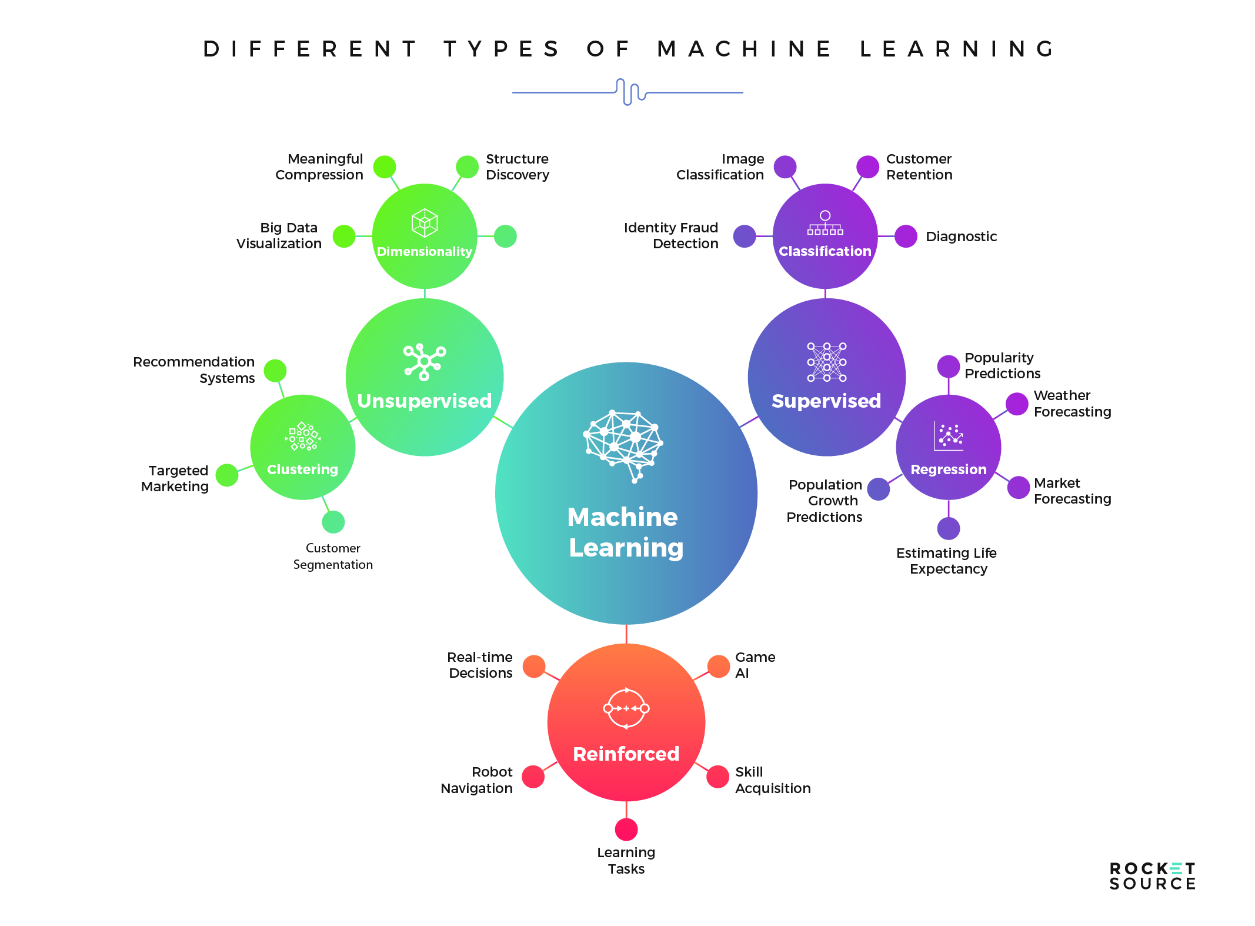 DIFFERENT TYPES OF MACHINE LEARNING
Meaningful
Compression
Structure
Discovery
Big Data
Visualization
Dimensionality
Image
Classification
Customer
Retention
Identity Fraud
Detection
Diagnostic
Classification
Recommendation
Systems
Unsupervised
Clustering
Targeted
Marketing
Customer
Segmentation
Supervised
Popularity
Predictions
Weather
Forecasting
Regression
Population
Growth
Predictions
Market
Forecasting
Estimating Life
Expectancy
Machine
Learning
Real-time
Decisions
Game
AI
Reinforced
Robot
Navigation
Skill
Acquisition
Learning
Tasks
ROCKET
SOURCE